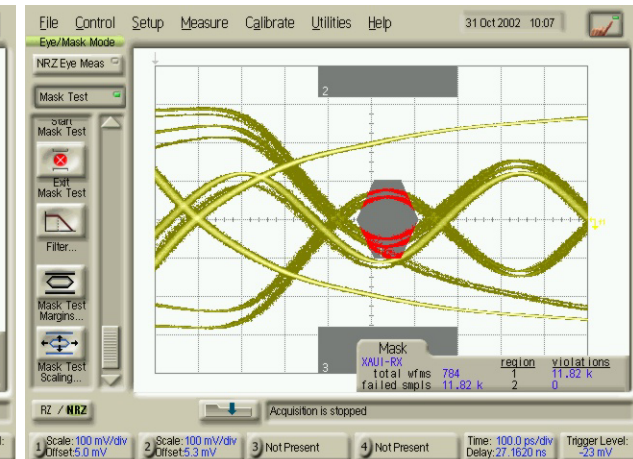 File Control Setup Measure Calibrate Utilities Help 31 Oct 2002 10:07
Eye/Mask Mode
NRZ Eye Meas
Mask Test
Start
Mask Test
Exit
Mask Test
Filter...
Mask Test
Margins...
Mask Test
Scaling...
2
3
Mask
XAUI-RX region violations
total wfms 784 1 11.82 k
failed smpls 11.82 k 2 0
RZ / NRZ
Acquisition is stopped
1 Scale: 100 mV/div
Offset:5.0 mV
2 Scale: 100 mV/div
Offset:5.3 mV
3 Not Present
4 Not Present
Time: 100.0 ps/div
Delay:27.1620 ns
Trigger Level:
-23 mV